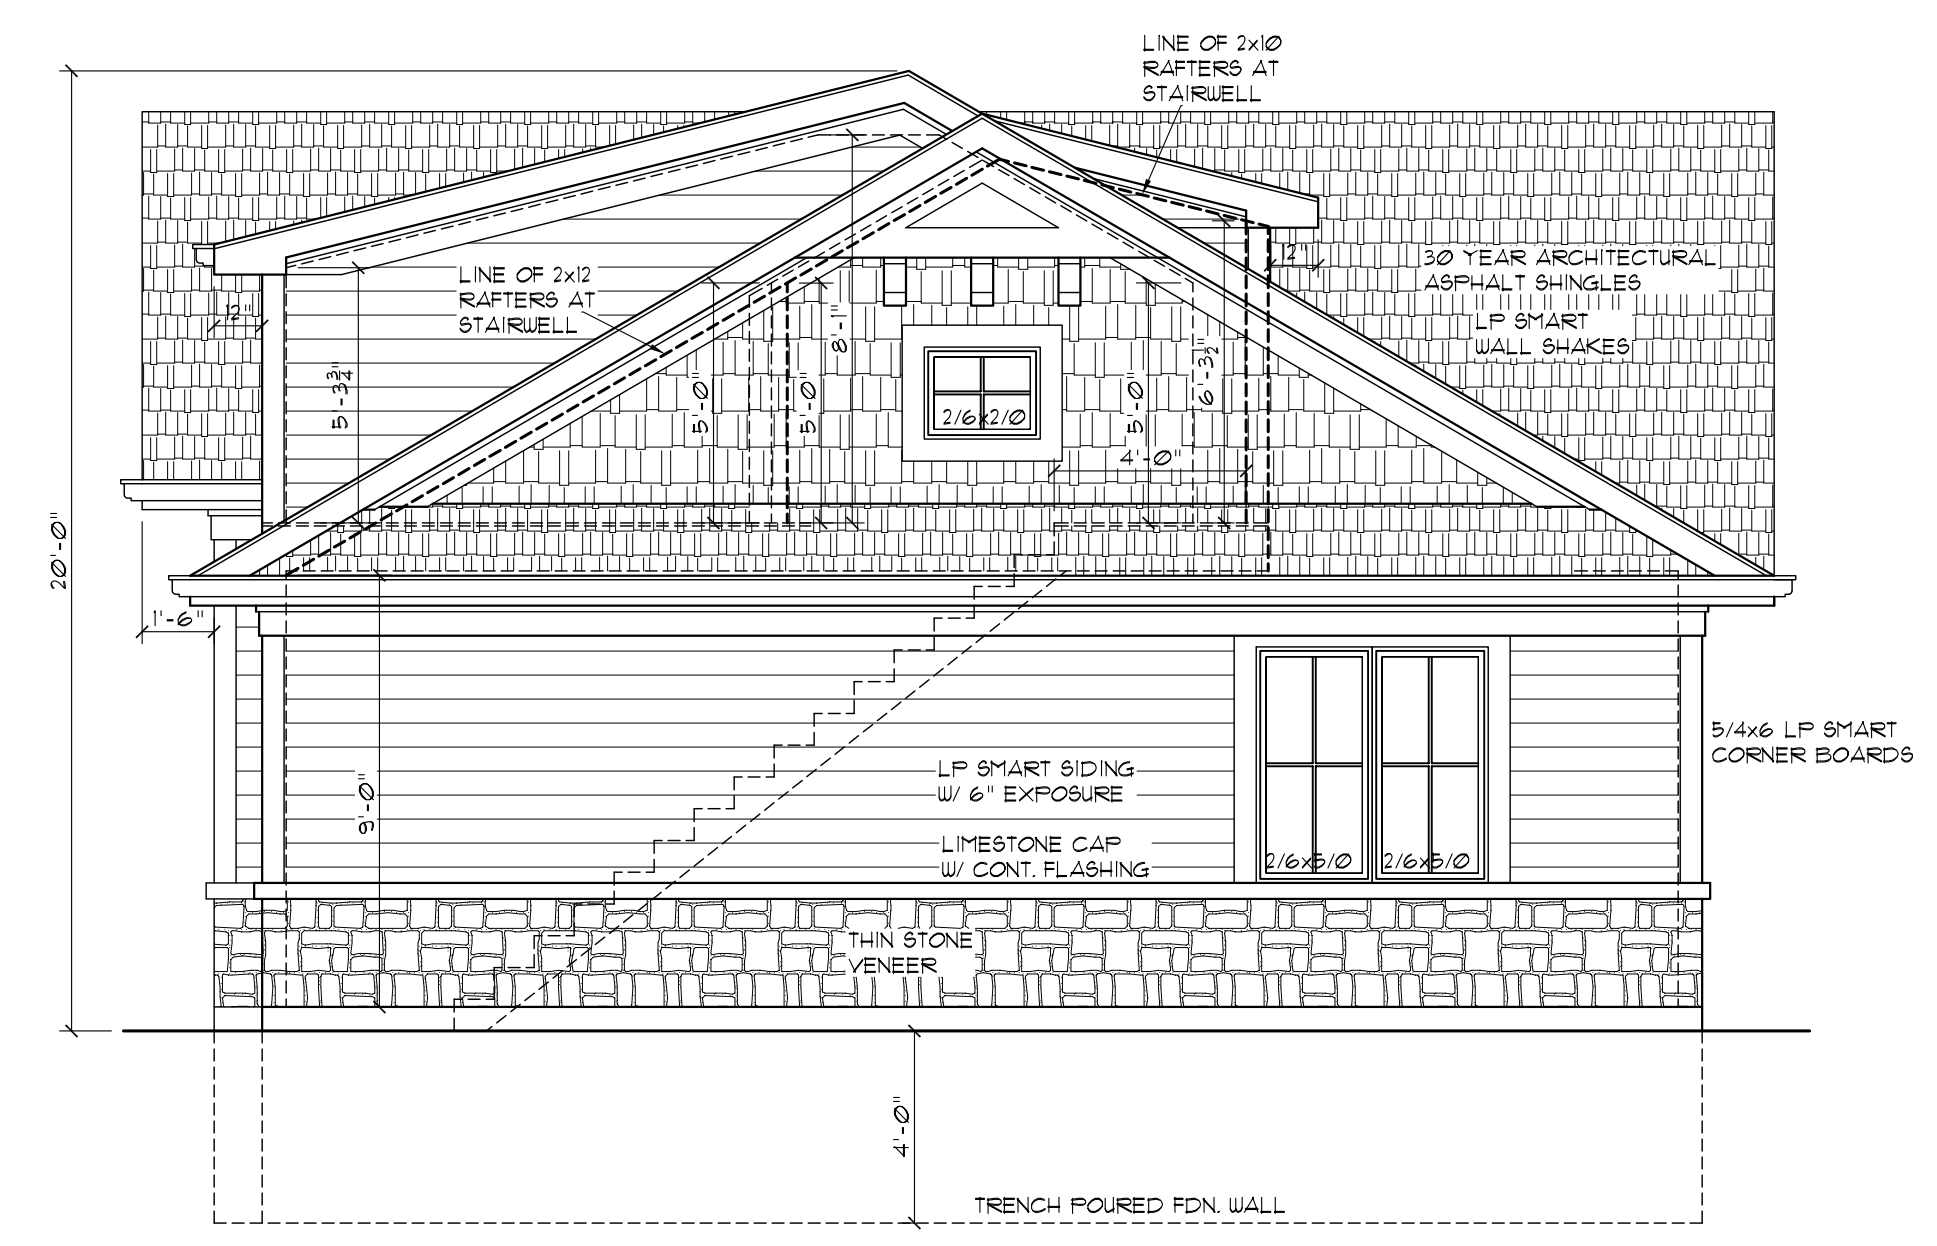 LINE OF 2x10
RAFTERS AT
STAIRWELL
30 YEAR ARCHITECTURAL
ASPHALT SHINGLES
12"
LINE OF 2x12
RAFTERS AT
STAIRWELL
12"
LP SMART
WALL SHAKES
8'-1"
6'-3½"
5'-3¾"
5'-0"
5'-0"
5'-0"
2/6x2/0
4'-0"
20'-0"
1'-6"
5/4x6 LP SMART
CORNER BOARDS
LP SMART SIDING
W/ 6" EXPOSURE
9'-0"
LIMESTONE CAP
W/ CONT. FLASHING
2/6x5/0
2/6x5/0
THIN STONE
VENEER
4'-0"
TRENCH POURED FDN. WALL